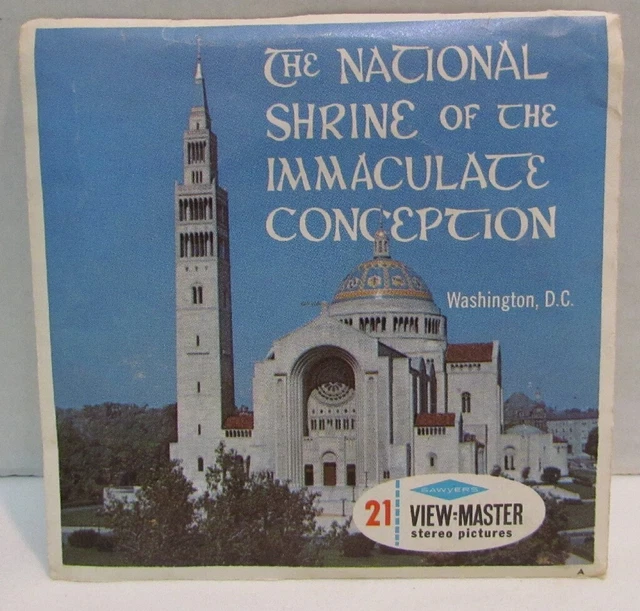 THE NATIONAL
SHRINE OF THE
IMMACULATE
CONCEPTION
Washington, D.C.
SAWYER'S
21 VIEW-MASTER
stereo pictures
A